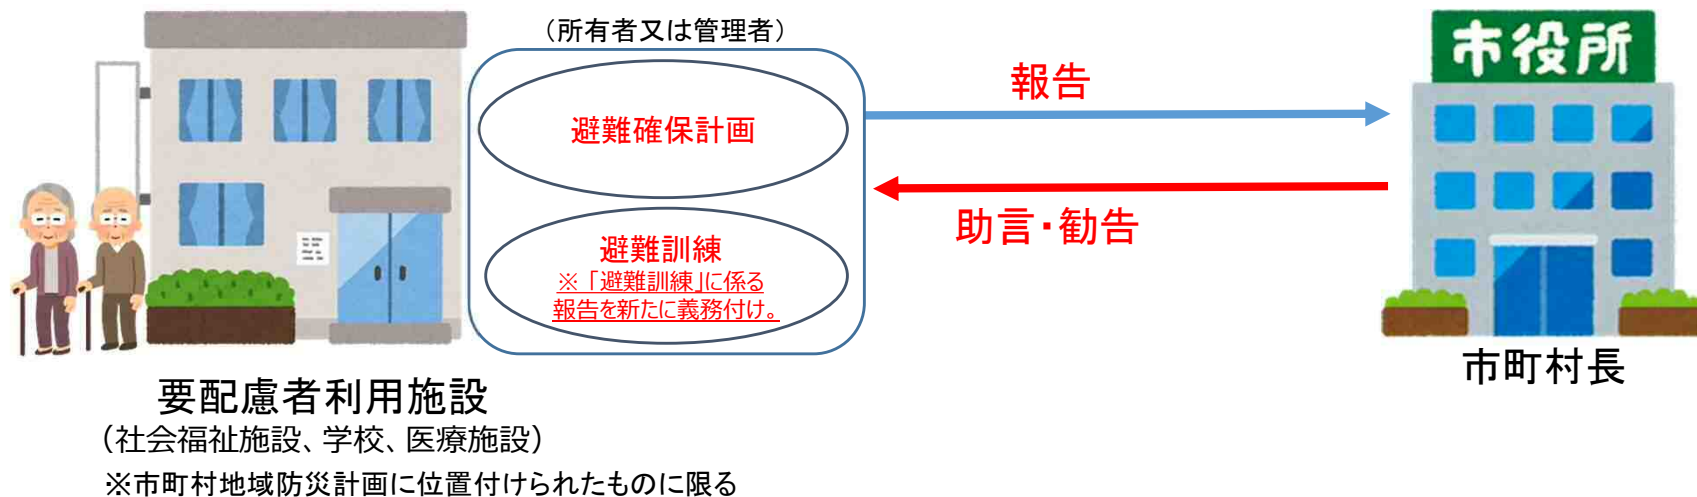 （所有者又は管理者）
避難確保計画
避難訓練
※「避難訓練」に係る
報告を新たに義務付け。
報告
助言・勧告
市役所
市町村長
要配慮者利用施設
（社会福祉施設、学校、医療施設）
※市町村地域防災計画に位置付けられたものに限る